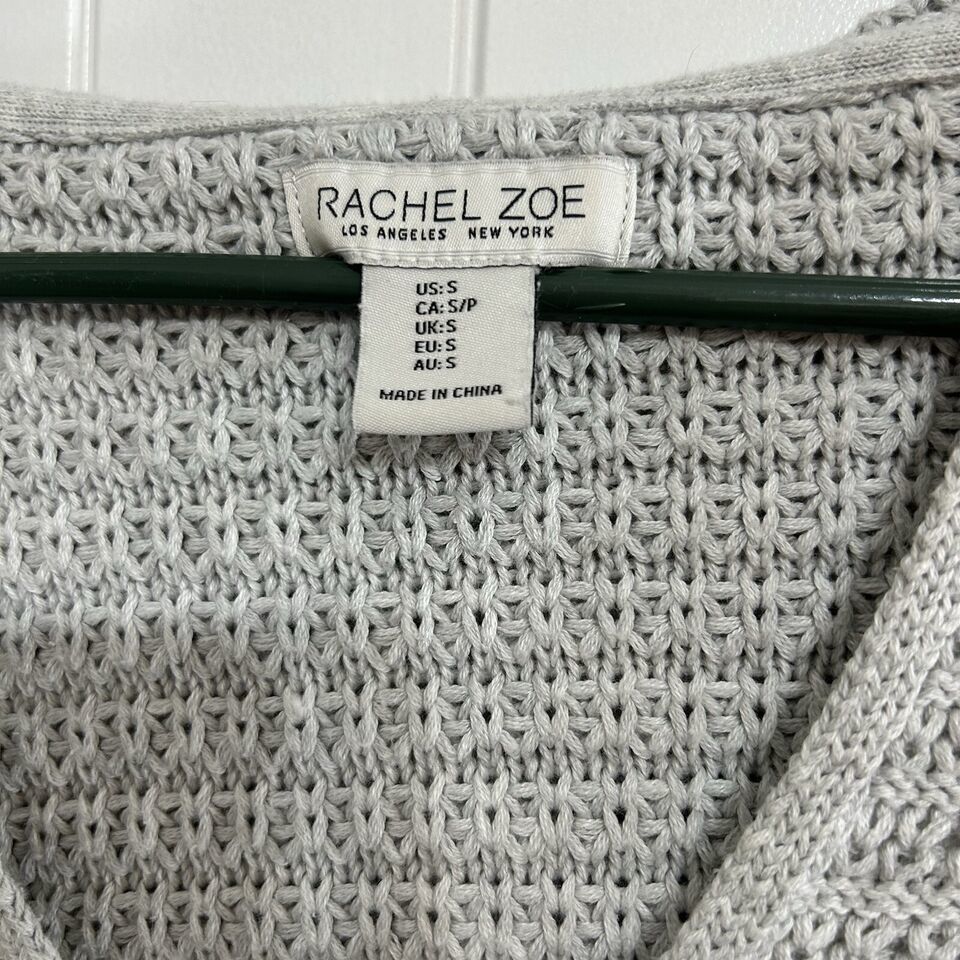 RACHEL ZOE
LOS ANGELES NEW YORK
US: S
CA: S/P
UK: S
EU: S
AU: S
MADE IN CHINA